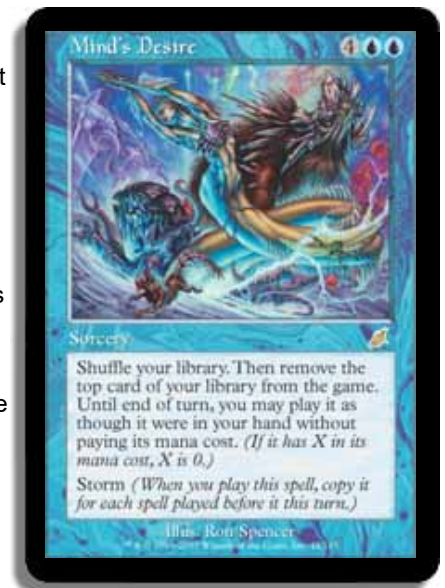 Mind's Desire 4
t
s
e
Sorcery
Shuffle your library. Then remove the
top card of your library from the game.
Until end of turn, you may play it as
though it were in your hand without
paying its mana cost. (If it has X in its
mana cost, X is 0.)
Storm (When you play this spell, copy it
for each spell played before it this turn.)
Illus. Ron Spencer